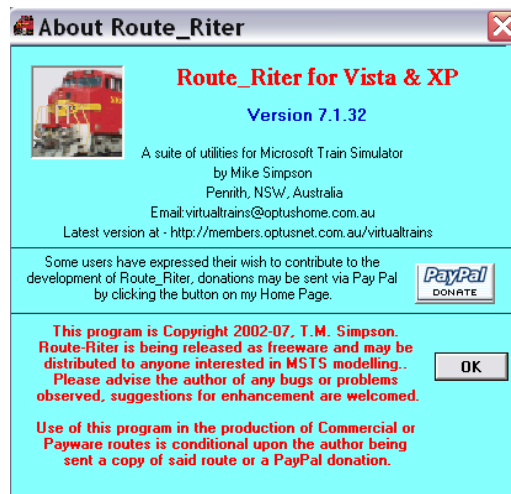 About Route_Riter
Route_Riter for Vista & XP
Version 7.1.32
A suite of utilities for Microsoft Train Simulator
by Mike Simpson
Penrith, NSW, Australia
Email:virtualtrains@optushome.com.au
Latest version at - http://members.optusnet.com.au/virtualtrains
Some users have expressed their wish to contribute to the
development of Route_Riter, donations may be sent via Pay Pal
by clicking the button on my Home Page.
PayPal
DONATE
This program is Copyright 2002-07, T.M. Simpson.
Route-Riter is being released as freeware and may be
distributed to anyone interested in MSTS modelling..
Please advise the author of any bugs or problems
observed, suggestions for enhancement are welcomed.
OK
Use of this program in the production of Commercial or
Payware routes is conditional upon the author being
sent a copy of said route or a PayPal donation.